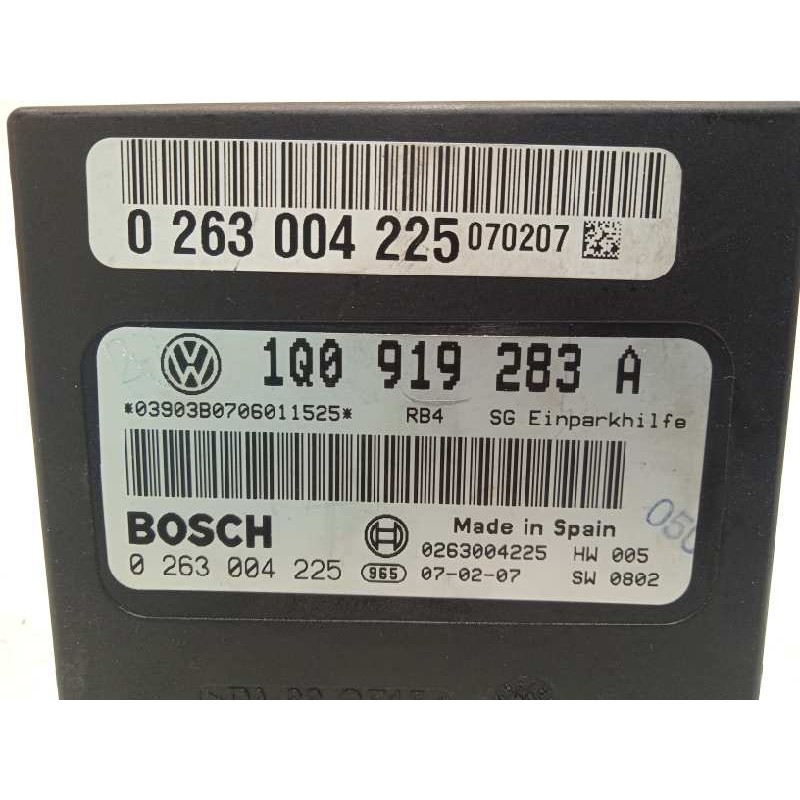 0 263 004 225 070207
VW 1Q0 919 283 A
*03903B0706011525* RB4 SG Einparkhilfe
BOSCH Made in Spain
0263004225 HW 005
0 263 004 225 965 07-02-07 SW 0802